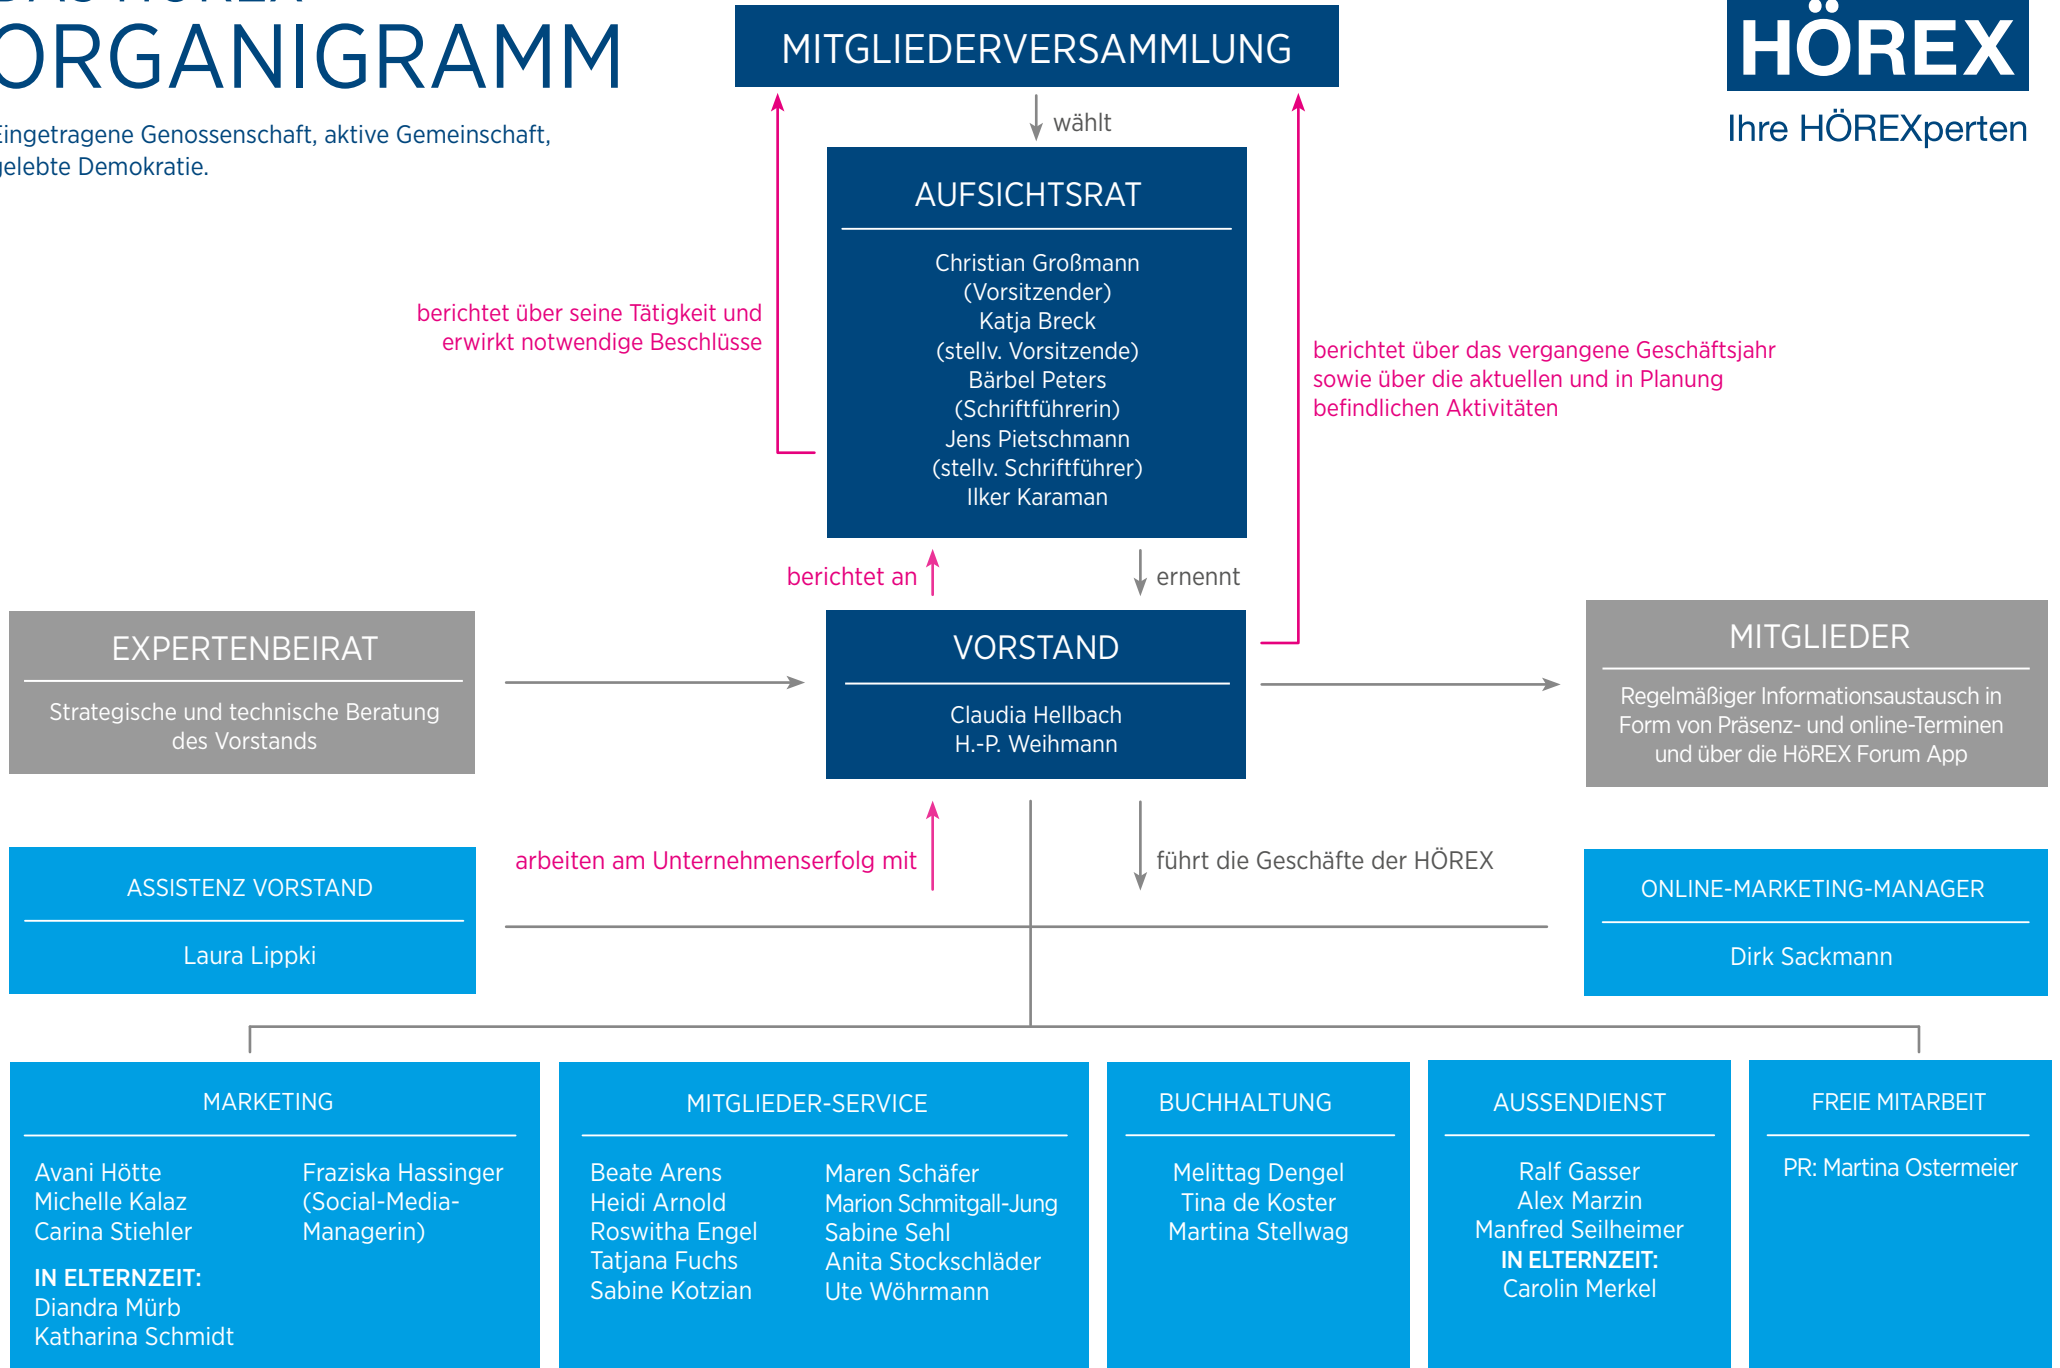 DAS HÖREX
ORGANIGRAMM
Eingetragene Genossenschaft, aktive Gemeinschaft,
gelebte Demokratie.
MITGLIEDERVERSAMMLUNG
HÖREX
Ihre HÖREXperten
wählt
AUFSICHTSRAT
Christian Großmann
(Vorsitzender)
Katja Breck
(stellv. Vorsitzende)
Bärbel Peters
(Schriftführerin)
Jens Pietschmann
(stellv. Schriftführer)
Ilker Karaman
berichtet über seine Tätigkeit und
erwirkt notwendige Beschlüsse
berichtet über das vergangene Geschäftsjahr
sowie über die aktuellen und in Planung
befindlichen Aktivitäten
berichtet an
ernennt
EXPERTENBEIRAT
Strategische und technische Beratung
des Vorstands
VORSTAND
Claudia Hellbach
H.-P. Weihmann
MITGLIEDER
Regelmäßiger Informationsaustausch in
Form von Präsenz- und online-Terminen
und über die HöREX Forum App
arbeiten am Unternehmenserfolg mit
führt die Geschäfte der HÖREX
ASSISTENZ VORSTAND
Laura Lippki
ONLINE-MARKETING-MANAGER
Dirk Sackmann
MARKETING
Avani Hötte
Michelle Kalaz
Carina Stiehler
IN ELTERNZEIT:
Diandra Mürb
Katharina Schmidt
Fraziska Hassinger
(Social-Media-
Managerin)
MITGLIEDER-SERVICE
Beate Arens
Heidi Arnold
Roswitha Engel
Tatjana Fuchs
Sabine Kotzian
Maren Schäfer
Marion Schmitgall-Jung
Sabine Sehl
Anita Stockschläder
Ute Wöhrmann
BUCHHALTUNG
Melittag Dengel
Tina de Koster
Martina Stellwag
AUSSENDIENST
Ralf Gasser
Alex Marzin
Manfred Seilheimer
IN ELTERNZEIT:
Carolin Merkel
FREIE MITARBEIT
PR: Martina Ostermeier